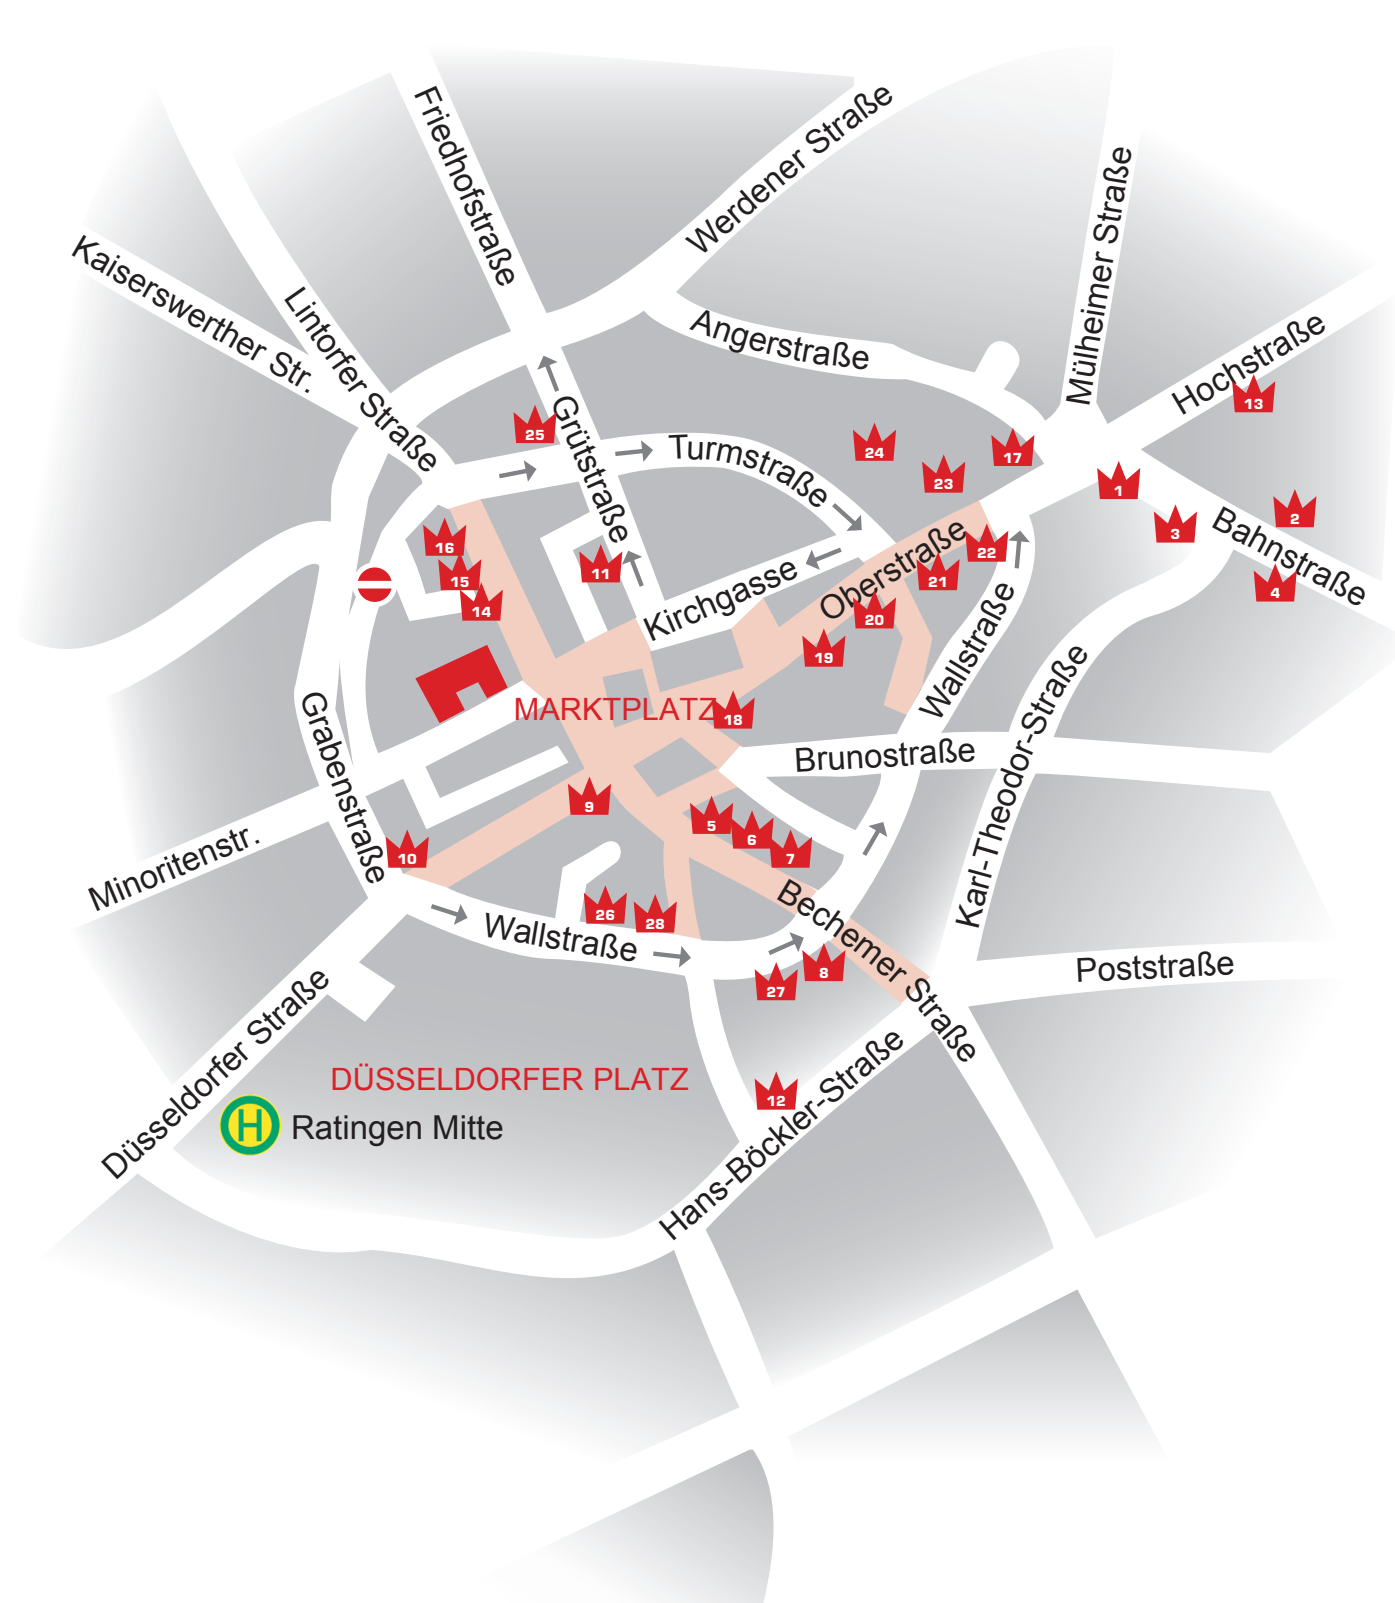 Friedhofstraße
Werdener Straße
Mülheimer Straße
Kaiserswerther Str.
Lintorfer Straße
Angerstraße
Hochstraße
13
Grütstraße
25
Turmstraße
24
17
23
1
2
Bahnstraße
3
4
16
15
14
11
Kirchgasse
Oberstraße
22
21
20
19
Wallstraße
MARKTPLATZ
18
Karl-Theodor-Straße
Brunostraße
Grabenstraße
9
5
6
7
10
Minoritenstr.
26
28
Wallstraße
Bechemer Straße
8
27
Poststraße
Düsseldorfer Straße
DÜSSELDORFER PLATZ
H
Ratingen Mitte
12
Hans-Böckler-Straße